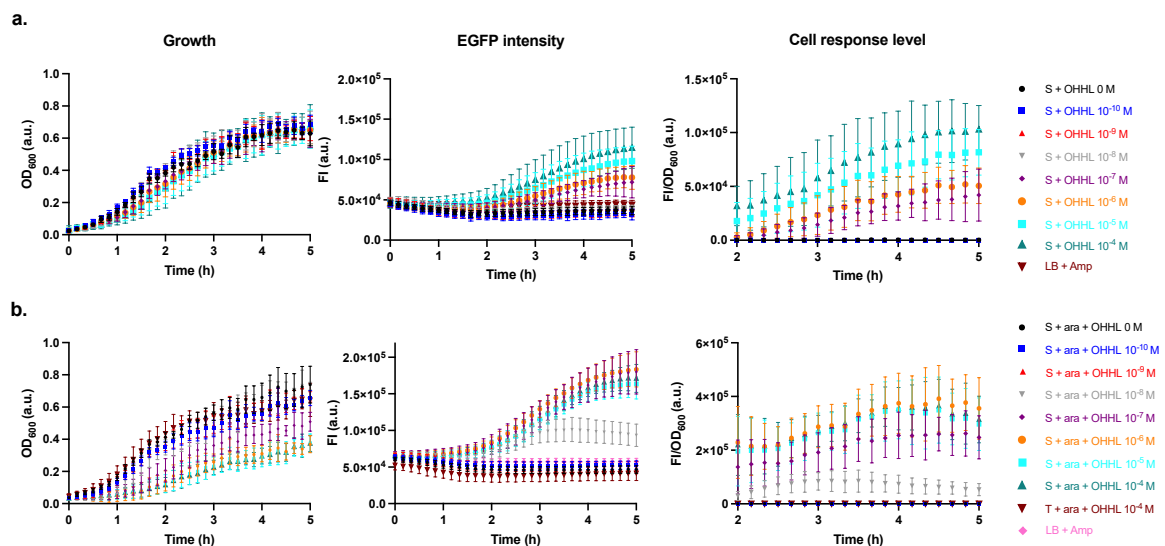 a.
Growth
EGFP intensity
Cell response level
OD600 (a.u.)
1.0
0.8
0.6
0.4
0.2
0.0
0 1 2 3 4 5
Time (h)
FI (a.u.)
2.0×10⁵
1.5×10⁵
1.0×10⁵
5.0×10⁴
0.0
0 1 2 3 4 5
Time (h)
FI/OD600 (a.u.)
1.5×10⁵
1.0×10⁵
5.0×10⁴
0.0
2 3 4 5
Time (h)
S + OHHL 0 M
S + OHHL 10⁻¹⁰ M
S + OHHL 10⁻⁹ M
S + OHHL 10⁻⁸ M
S + OHHL 10⁻⁷ M
S + OHHL 10⁻⁶ M
S + OHHL 10⁻⁵ M
S + OHHL 10⁻⁴ M
LB + Amp
b.
OD600 (a.u.)
1.0
0.8
0.6
0.4
0.2
0.0
0 1 2 3 4 5
Time (h)
FI (a.u.)
2.0×10⁵
1.5×10⁵
1.0×10⁵
5.0×10⁴
0.0
0 1 2 3 4 5
Time (h)
FI/OD600 (a.u.)
6×10⁵
4×10⁵
2×10⁵
0
2 3 4 5
Time (h)
S + ara + OHHL 0 M
S + ara + OHHL 10⁻¹⁰ M
S + ara + OHHL 10⁻⁹ M
S + ara + OHHL 10⁻⁸ M
S + ara + OHHL 10⁻⁷ M
S + ara + OHHL 10⁻⁶ M
S + ara + OHHL 10⁻⁵ M
S + ara + OHHL 10⁻⁴ M
T + ara + OHHL 10⁻⁴ M
LB + Amp